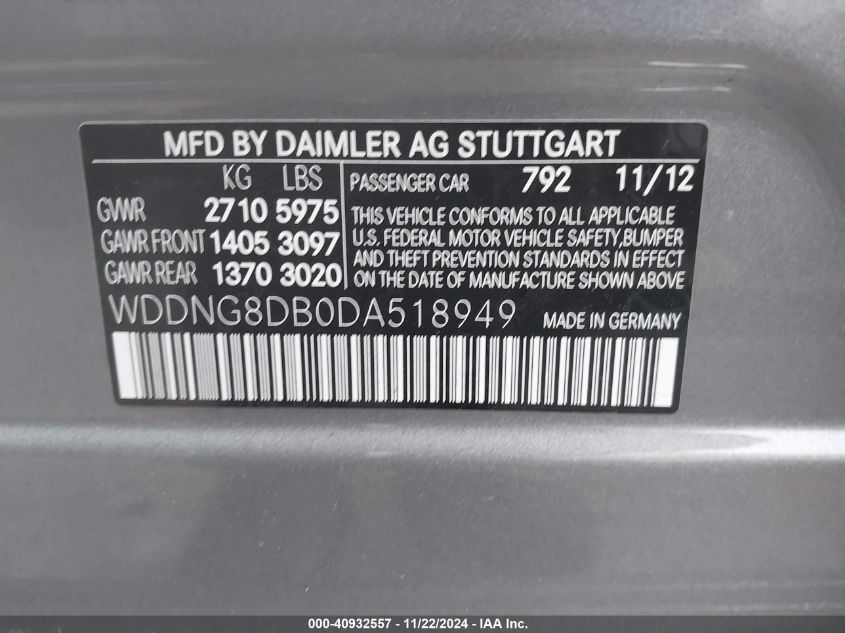 MFD BY DAIMLER AG STUTTGART
KG LBS
GVWR 2710 5975
GAWR FRONT 1405 3097
GAWR REAR 1370 3020
PASSENGER CAR 792 11/12
THIS VEHICLE CONFORMS TO ALL APPLICABLE
U.S. FEDERAL MOTOR VEHICLE SAFETY, BUMPER
AND THEFT PREVENTION STANDARDS IN EFFECT
ON THE DATE OF MANUFACTURE SHOWN ABOVE
WDDNG8DB0DA518949 MADE IN GERMANY
000-40932557 - 11/22/2024 - IAA Inc.